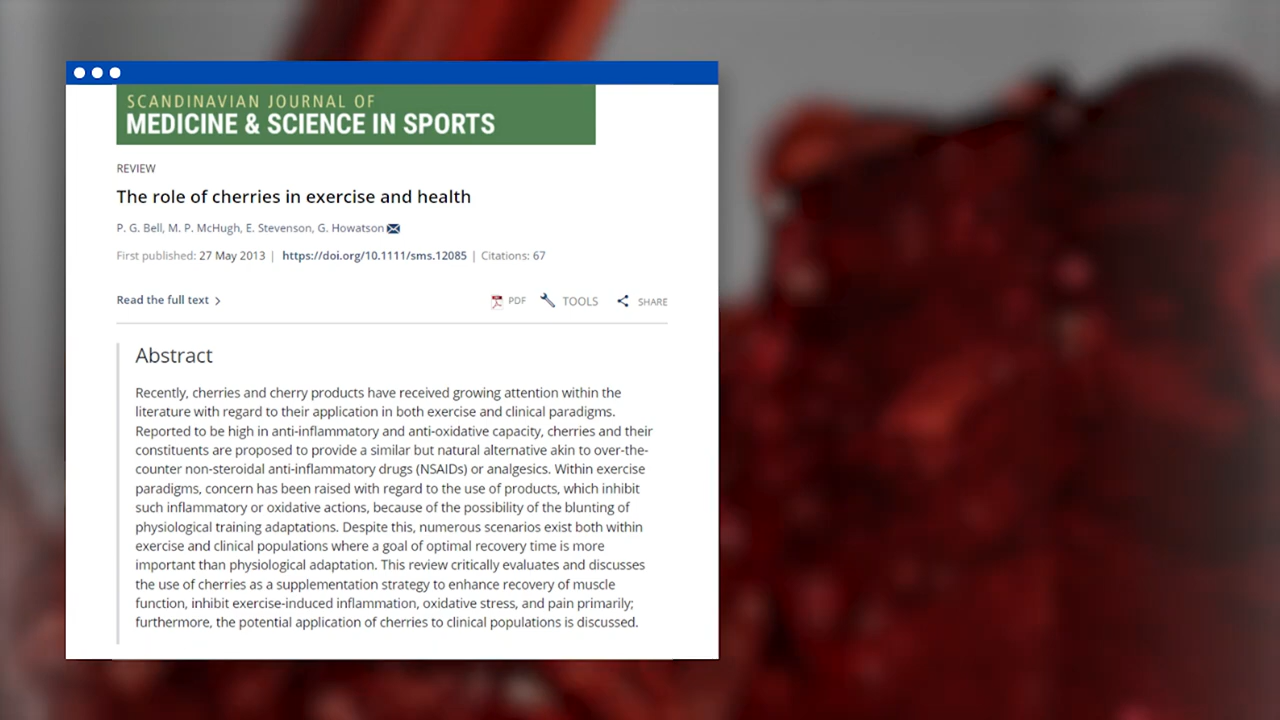 SCANDINAVIAN JOURNAL OF
MEDICINE & SCIENCE IN SPORTS
REVIEW
The role of cherries in exercise and health
P. G. Bell, M. P. McHugh, E. Stevenson, G. Howatson
First published: 27 May 2013 | https://doi.org/10.1111/sms.12085 | Citations: 67
Read the full text
PDF TOOLS SHARE
Abstract
Recently, cherries and cherry products have received growing attention within the
literature with regard to their application in both exercise and clinical paradigms.
Reported to be high in anti-inflammatory and anti-oxidative capacity, cherries and their
constituents are proposed to provide a similar but natural alternative akin to over-the-
counter non-steroidal anti-inflammatory drugs (NSAIDs) or analgesics. Within exercise
paradigms, concern has been raised with regard to the use of products, which inhibit
such inflammatory or oxidative actions, because of the possibility of the blunting of
physiological training adaptations. Despite this, numerous scenarios exist both within
exercise and clinical populations where a goal of optimal recovery time is more
important than physiological adaptation. This review critically evaluates and discusses
the use of cherries as a supplementation strategy to enhance recovery of muscle
function, inhibit exercise-induced inflammation, oxidative stress, and pain primarily;
furthermore, the potential application of cherries to clinical populations is discussed.